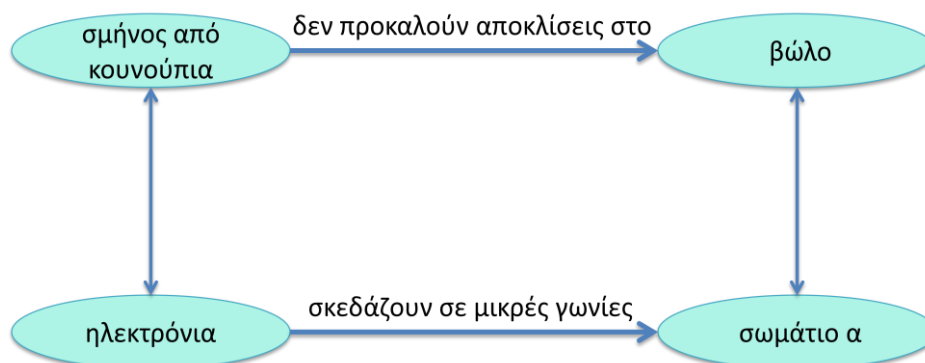 σμήνος από
κουνούπια
δεν προκαλούν αποκλίσεις στο
βώλο
ηλεκτρόνια
σκεδάζουν σε μικρές γωνίες
σωμάτιο α